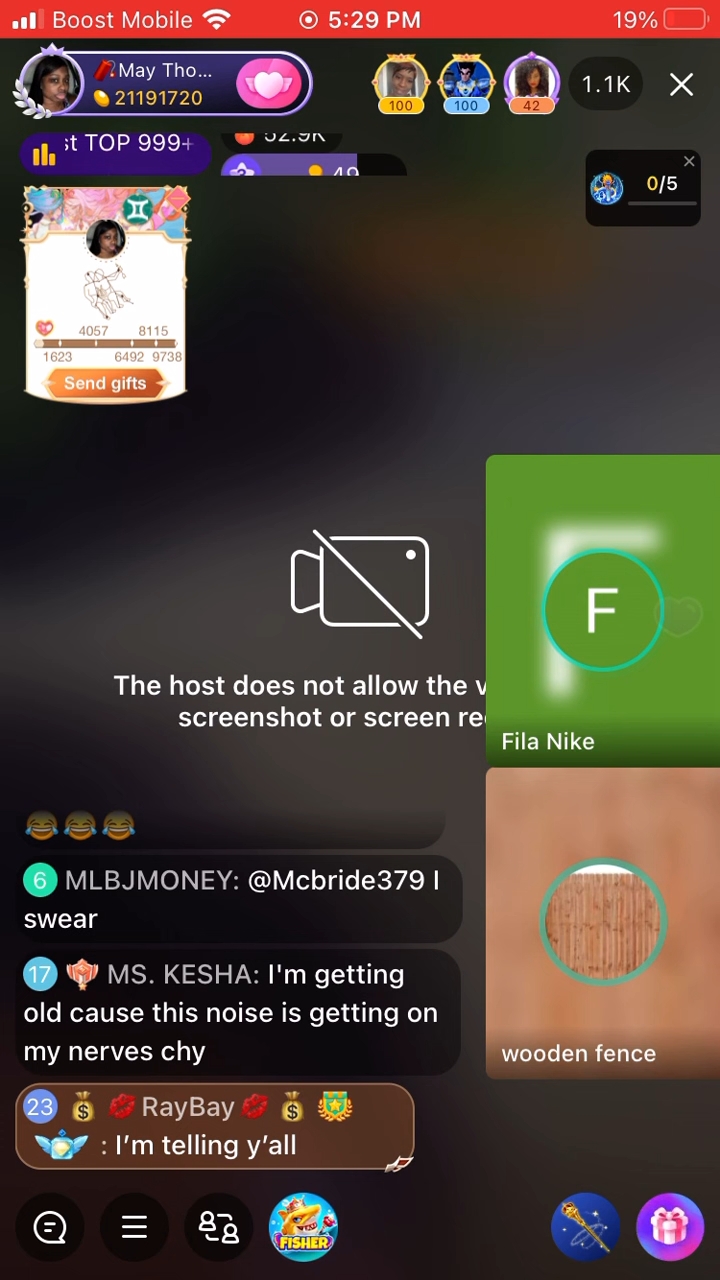 Boost Mobile 5:29 PM 19%
May Tho...
21191720
100 100 42 1.1K
st TOP 999+ 52.9K
49
0/5
4057 8115
1623 6492 9738
Send gifts
F
The host does not allow the v
screenshot or screen re
Fila Nike
6 MLBJMONEY: @Mcbride379 I
swear
17 MS. KESHA: I'm getting
old cause this noise is getting on
my nerves chy
wooden fence
23 RayBay
: I'm telling y'all
FISHER